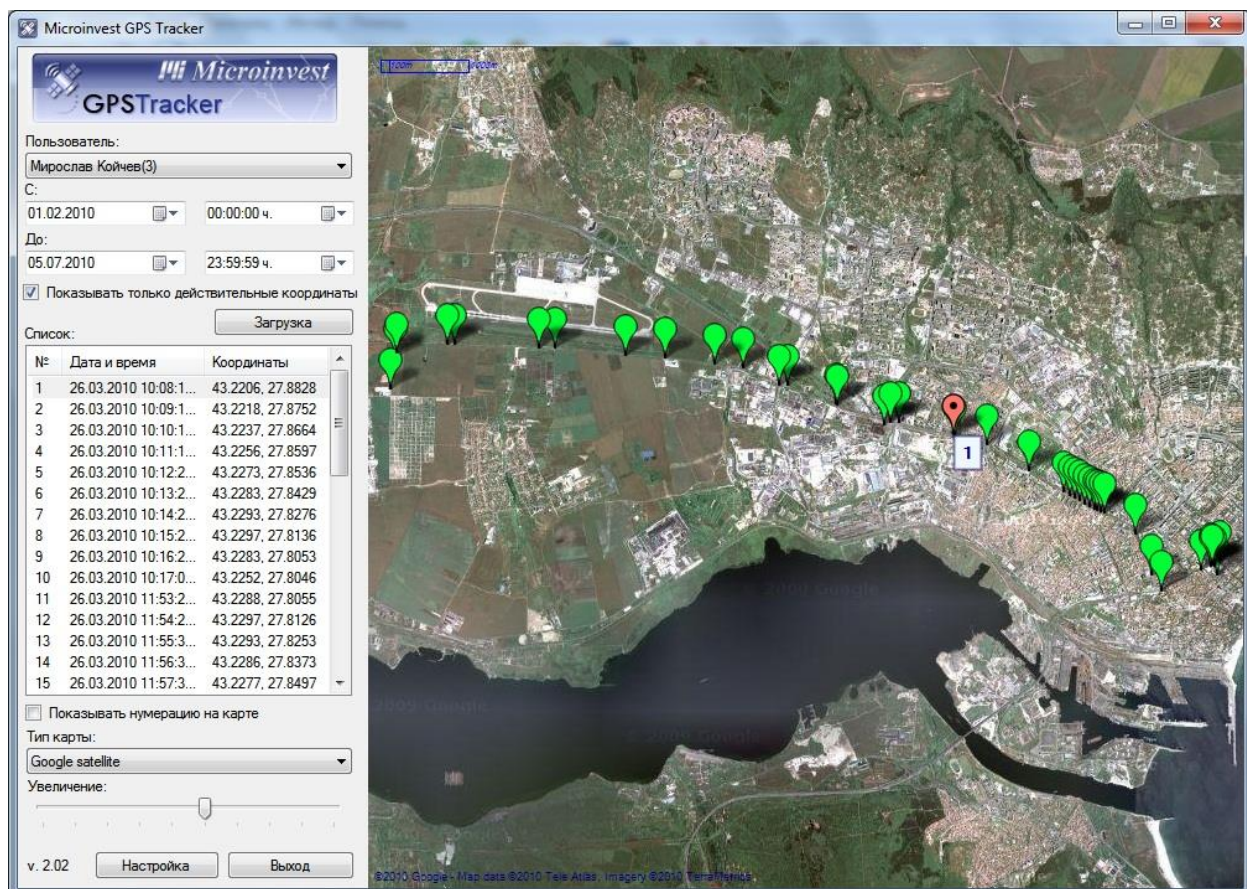 Microinvest GPS Tracker
Microinvest
GPSTracker
Пользователь:
Мирослав Койчев(3)
С:
01.02.2010 00:00:00 ч.
До:
05.07.2010 23:59:59 ч.
Показывать только действительные координаты
Загрузка
Список:
№ Дата и время Координаты
1 26.03.2010 10:08:1... 43.2206, 27.8828
2 26.03.2010 10:09:1... 43.2218, 27.8752
3 26.03.2010 10:10:1... 43.2237, 27.8664
4 26.03.2010 10:11:1... 43.2256, 27.8597
5 26.03.2010 10:12:2... 43.2273, 27.8536
6 26.03.2010 10:13:2... 43.2283, 27.8429
7 26.03.2010 10:14:2... 43.2293, 27.8276
8 26.03.2010 10:15:2... 43.2297, 27.8136
9 26.03.2010 10:16:2... 43.2283, 27.8053
10 26.03.2010 10:17:0... 43.2252, 27.8046
11 26.03.2010 11:53:2... 43.2288, 27.8055
12 26.03.2010 11:54:2... 43.2297, 27.8126
13 26.03.2010 11:55:3... 43.2293, 27.8253
14 26.03.2010 11:56:3... 43.2286, 27.8373
15 26.03.2010 11:57:3... 43.2277, 27.8497
Показывать нумерацию на карте
Тип карты:
Google satellite
Увеличение:
v. 2.02 Настройка Выход
1
©2009 Google
©2010 Google - Map data ©2010 Tele Atlas, Imagery ©2010 TerraMetrics